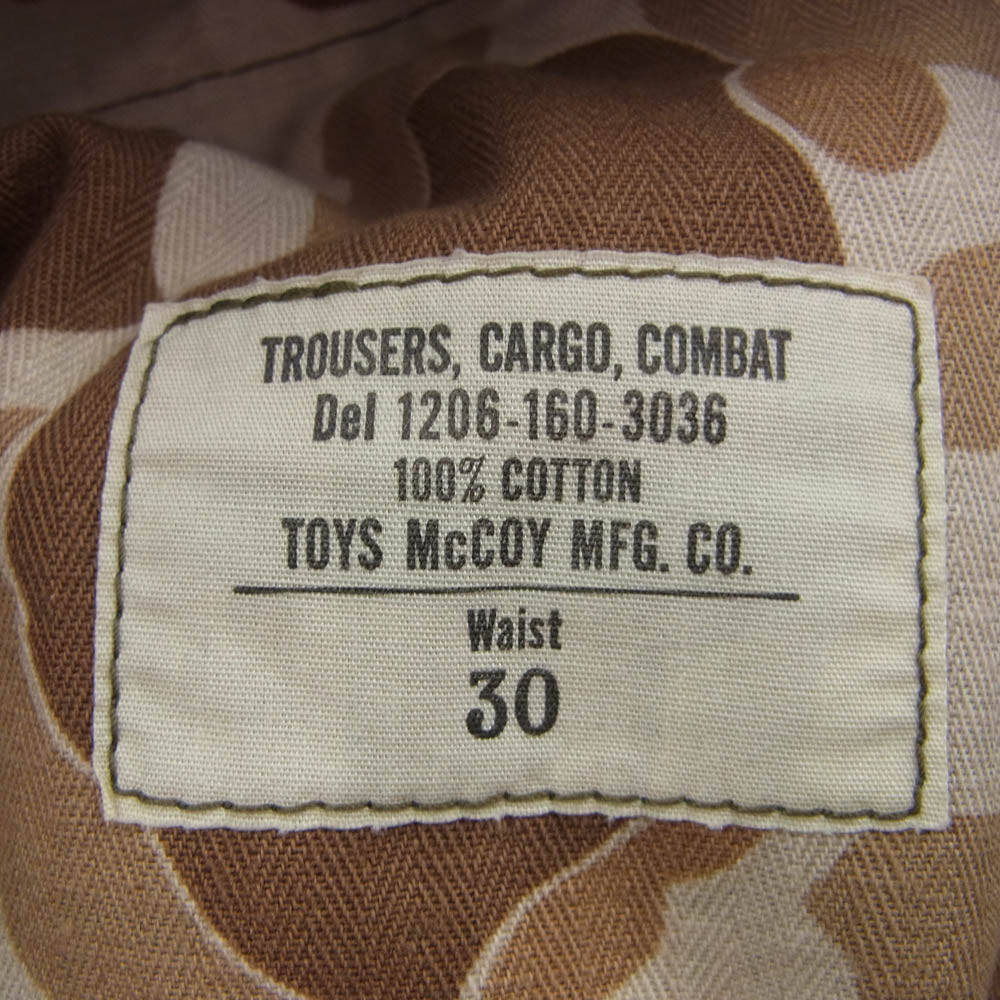 TROUSERS, CARGO, COMBAT
Del 1206-160-3036
100% COTTON
TOYS McCOY MFG. CO.
Waist
30